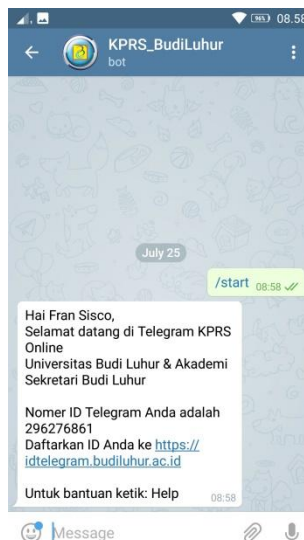 96%
08.58
KPRS_BudiLuhur
bot
July 25
/start 08:58
Hai Fran Sisco,
Selamat datang di Telegram KPRS
Online
Universitas Budi Luhur & Akademi
Sekretari Budi Luhur
Nomer ID Telegram Anda adalah
296276861
Daftarkan ID Anda ke https://
idtelegram.budiluhur.ac.id
Untuk bantuan ketik: Help 08:58
Message